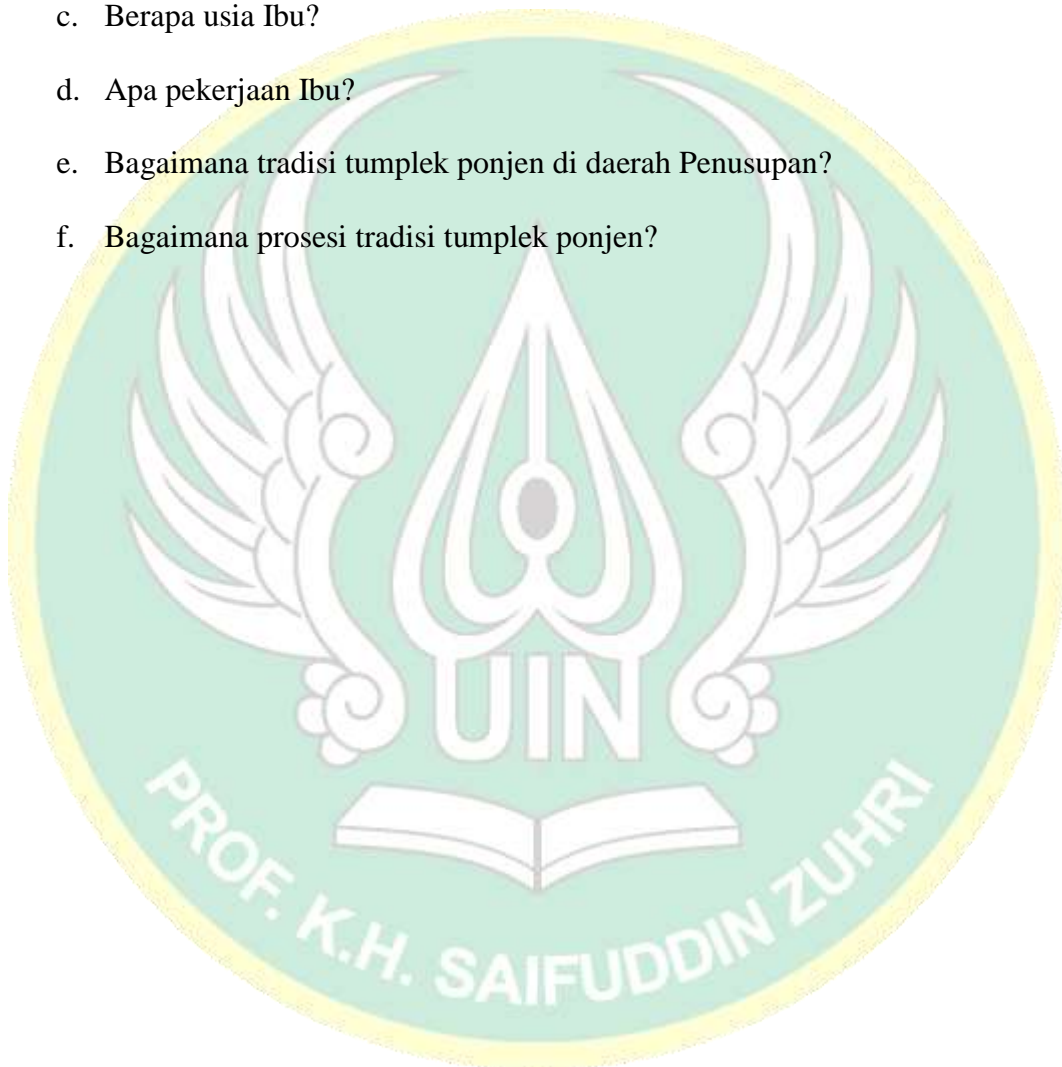 c. Berapa usia Ibu?
d. Apa pekerjaan Ibu?
e. Bagaimana tradisi tumplek ponjen di daerah Penusupan?
f. Bagaimana prosesi tradisi tumplek ponjen?
UIN
PROF. K.H. SAIFUDDIN ZUHRI